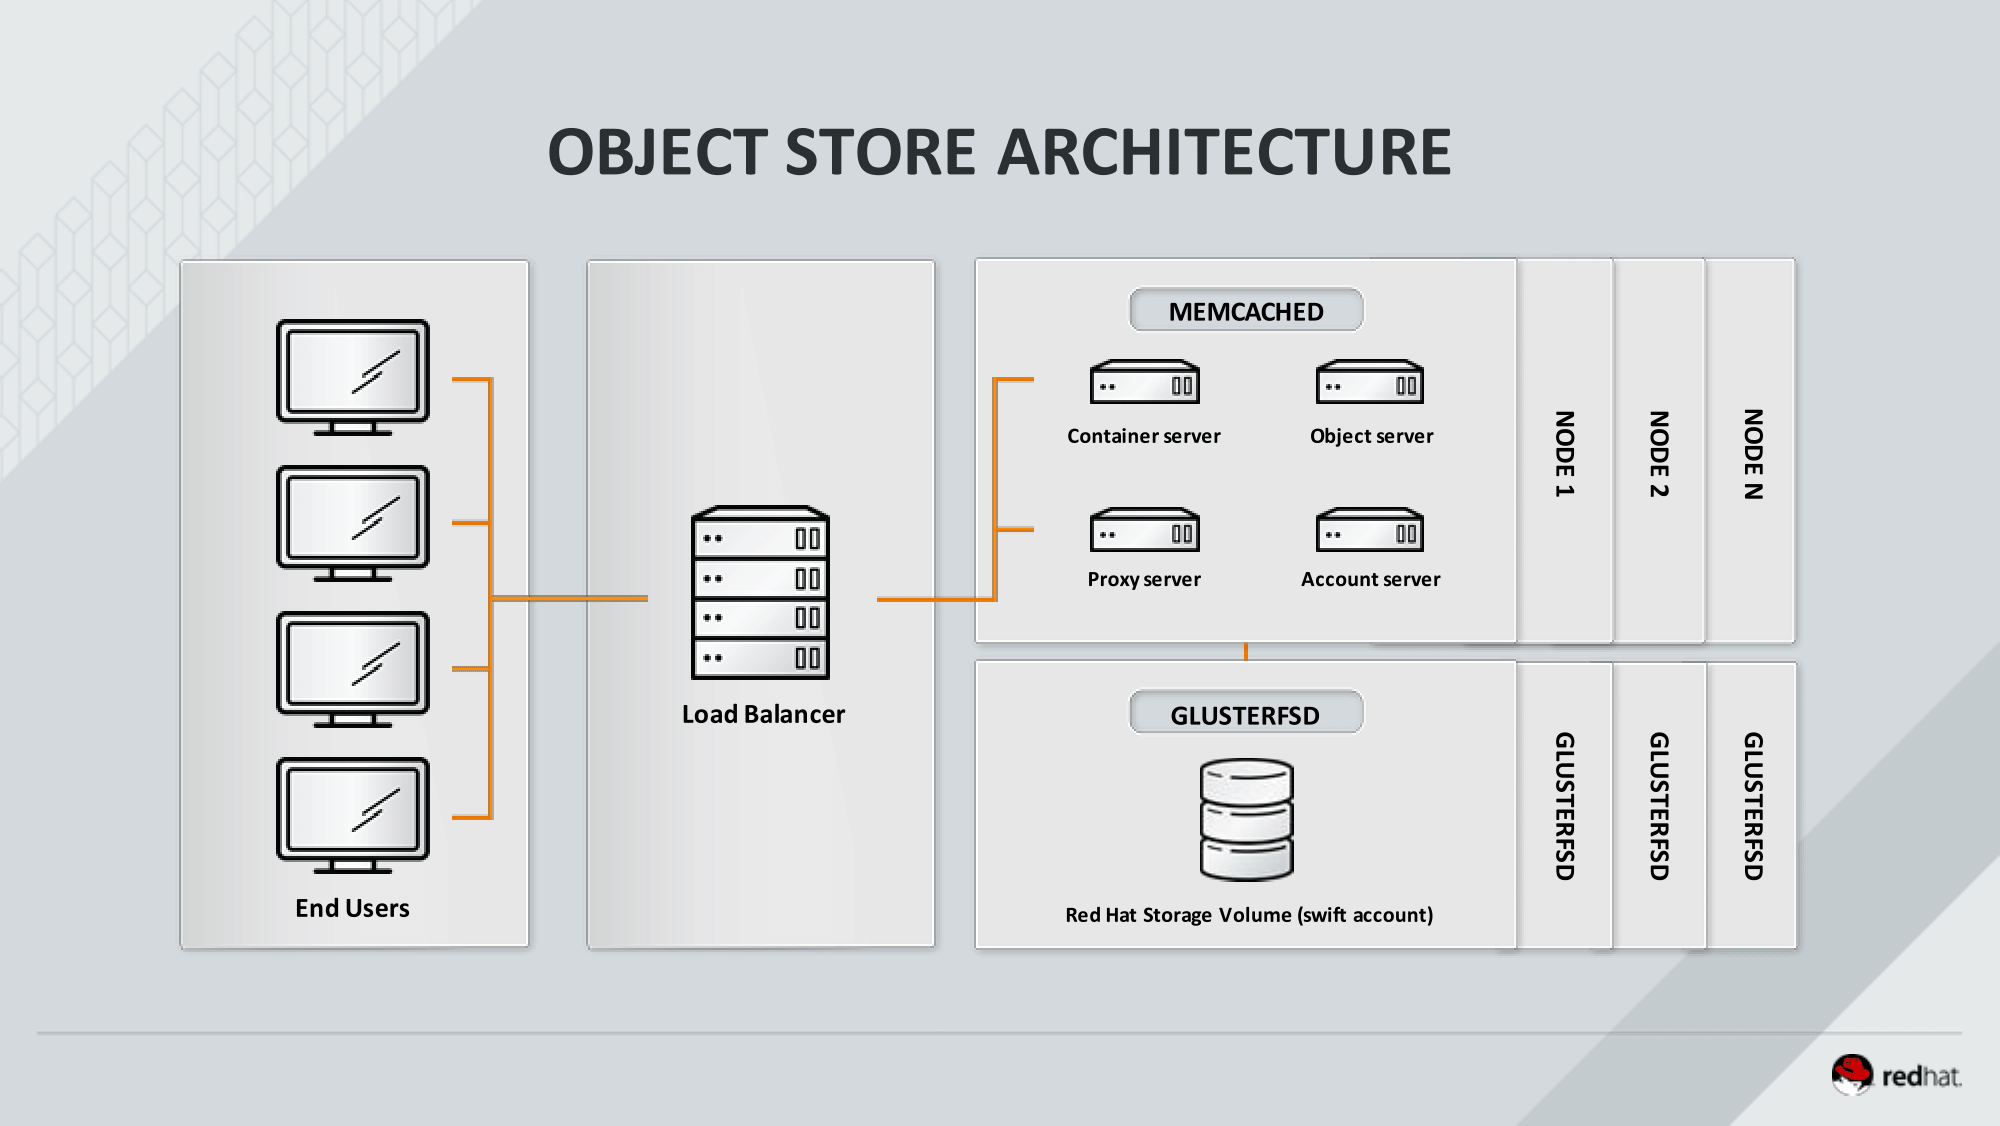 OBJECT STORE ARCHITECTURE
End Users
Load Balancer
MEMCACHED
Container server
Object server
Proxy server
Account server
NODE 1
NODE 2
NODE N
GLUSTERFSD
Red Hat Storage Volume (swift account)
GLUSTERFSD
GLUSTERFSD
GLUSTERFSD
redhat.